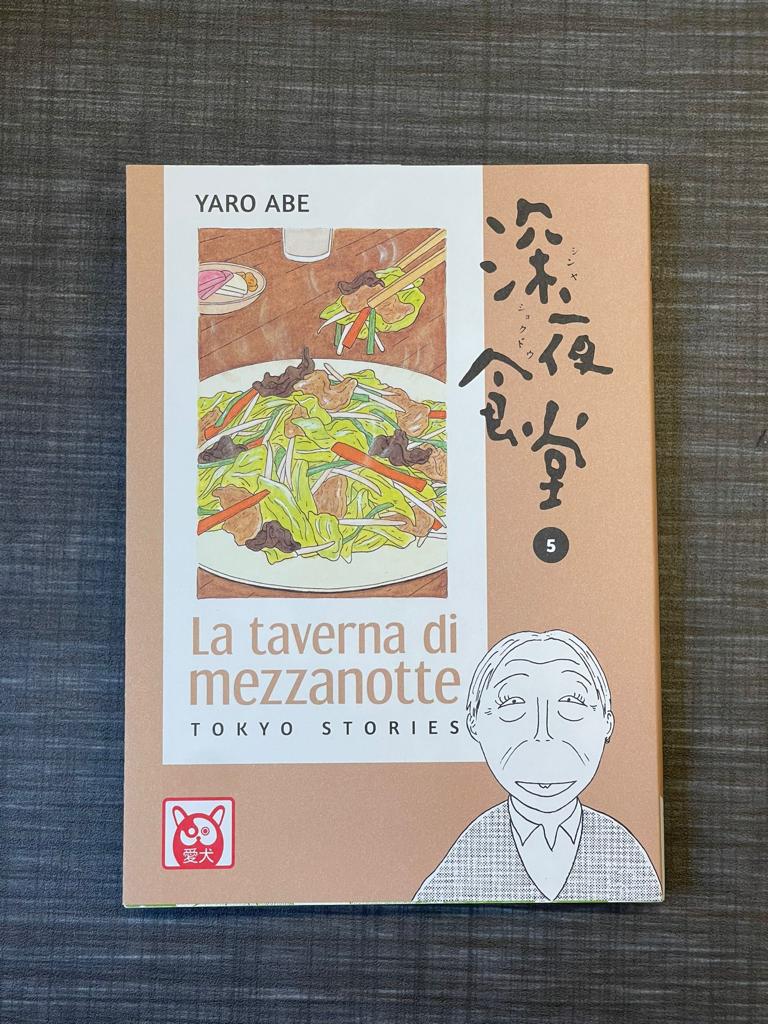 YARO ABE
深夜食堂
シンヤ
ショクドウ
5
La taverna di
mezzanotte
TOKYO STORIES
愛犬